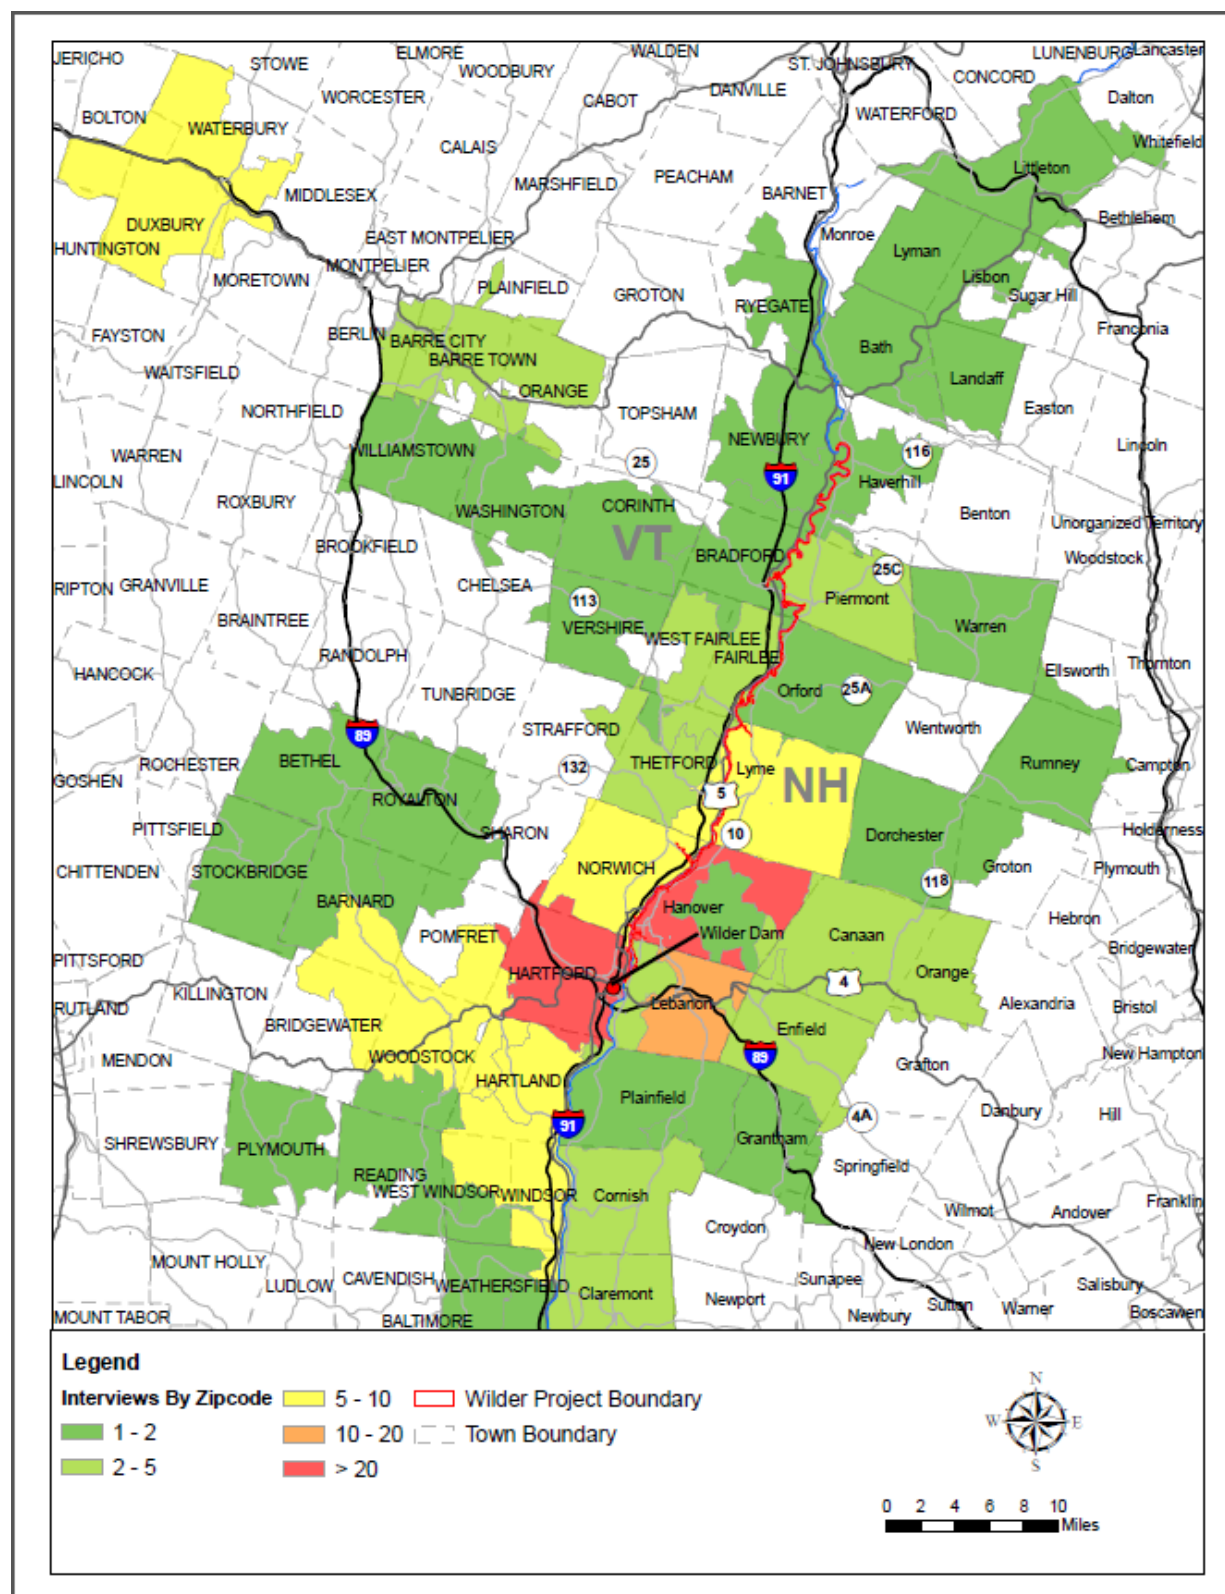 JERICHO
STOWE
ELMORE
WOODBURY
WALDEN
ST. JOHNSBURY
LUNENBURG
Lancaster
CONCORD
DANVILLE
CABOT
WORCESTER
Dalton
BOLTON
WATERBURY
WATERFORD
Whitefield
CALAIS
Littleton
MARSHFIELD
PEACHAM
MIDDLESEX
BARNET
Bethlehem
DUXBURY
Monroe
HUNTINGTON
EAST MONTPELIER
MONTPELIER
Lyman
MORETOWN
PLAINFIELD
Lisbon
GROTON
Sugar Hill
RYEGATE
Franconia
FAYSTON
BERLIN
BARRE CITY
Bath
BARRE TOWN
WAITSFIELD
Landaff
ORANGE
Easton
NORTHFIELD
TOPSHAM
NEWBURY
Lincoln
WARREN
WILLIAMSTOWN
116
25
LINCOLN
91
Haverhill
ROXBURY
WASHINGTON
CORINTH
Benton
Unorganized Territory
BROOKFIELD
VT
BRADFORD
Woodstock
RIPTON
GRANVILLE
CHELSEA
25C
113
Piermont
BRAINTREE
VERSHIRE
WEST FAIRLEE
Warren
RANDOLPH
FAIRLEE
Ellsworth
Thornton
HANCOCK
TUNBRIDGE
Orford
25A
STRAFFORD
Wentworth
89
BETHEL
ROCHESTER
132
THETFORD
Lyme
Rumney
Campton
GOSHEN
NH
ROYALTON
5
PITTSFIELD
SHARON
10
Dorchester
Holderness
CHITTENDEN
STOCKBRIDGE
NORWICH
Groton
Plymouth
118
BARNARD
Hanover
Hebron
POMFRET
Wilder Dam
Canaan
Bridgewater
PITTSFORD
HARTFORD
Orange
4
KILLINGTON
RUTLAND
Lebanon
Alexandria
Bristol
BRIDGEWATER
Enfield
MENDON
WOODSTOCK
89
Grafton
New Hampton
HARTLAND
Plainfield
Danbury
Hill
91
4A
SHREWSBURY
PLYMOUTH
Grantham
Springfield
READING
WEST WINDSOR
WINDSOR
Cornish
Franklin
Wilmot
Andover
Croydon
New London
MOUNT HOLLY
LUDLOW
CAVENDISH
WEATHERSFIELD
Claremont
Sunapee
Salisbury
Newport
Newbury
Sutton
Warner
Boscawen
MOUNT TABOR
BALTIMORE
Legend
Interviews By Zipcode
1 - 2
2 - 5
5 - 10
10 - 20
> 20
Wilder Project Boundary
Town Boundary
N
W
E
S
0 2 4 6 8 10
Miles